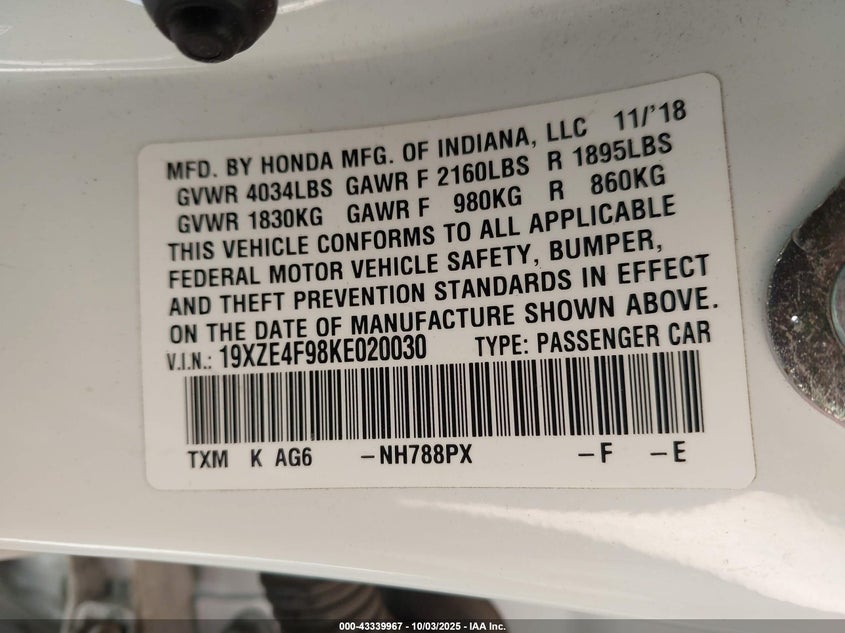 MFD. BY HONDA MFG. OF INDIANA, LLC 11/'18
GVWR 4034LBS GAWR F 2160LBS R 1895LBS
GVWR 1830KG GAWR F 980KG R 860KG
THIS VEHICLE CONFORMS TO ALL APPLICABLE
FEDERAL MOTOR VEHICLE SAFETY, BUMPER,
AND THEFT PREVENTION STANDARDS IN EFFECT
ON THE DATE OF MANUFACTURE SHOWN ABOVE.
V.I.N.: 19XZE4F98KE020030 TYPE: PASSENGER CAR
TXM K AG6 -NH788PX -F -E
000-43339967 - 10/03/2025 - IAA Inc.